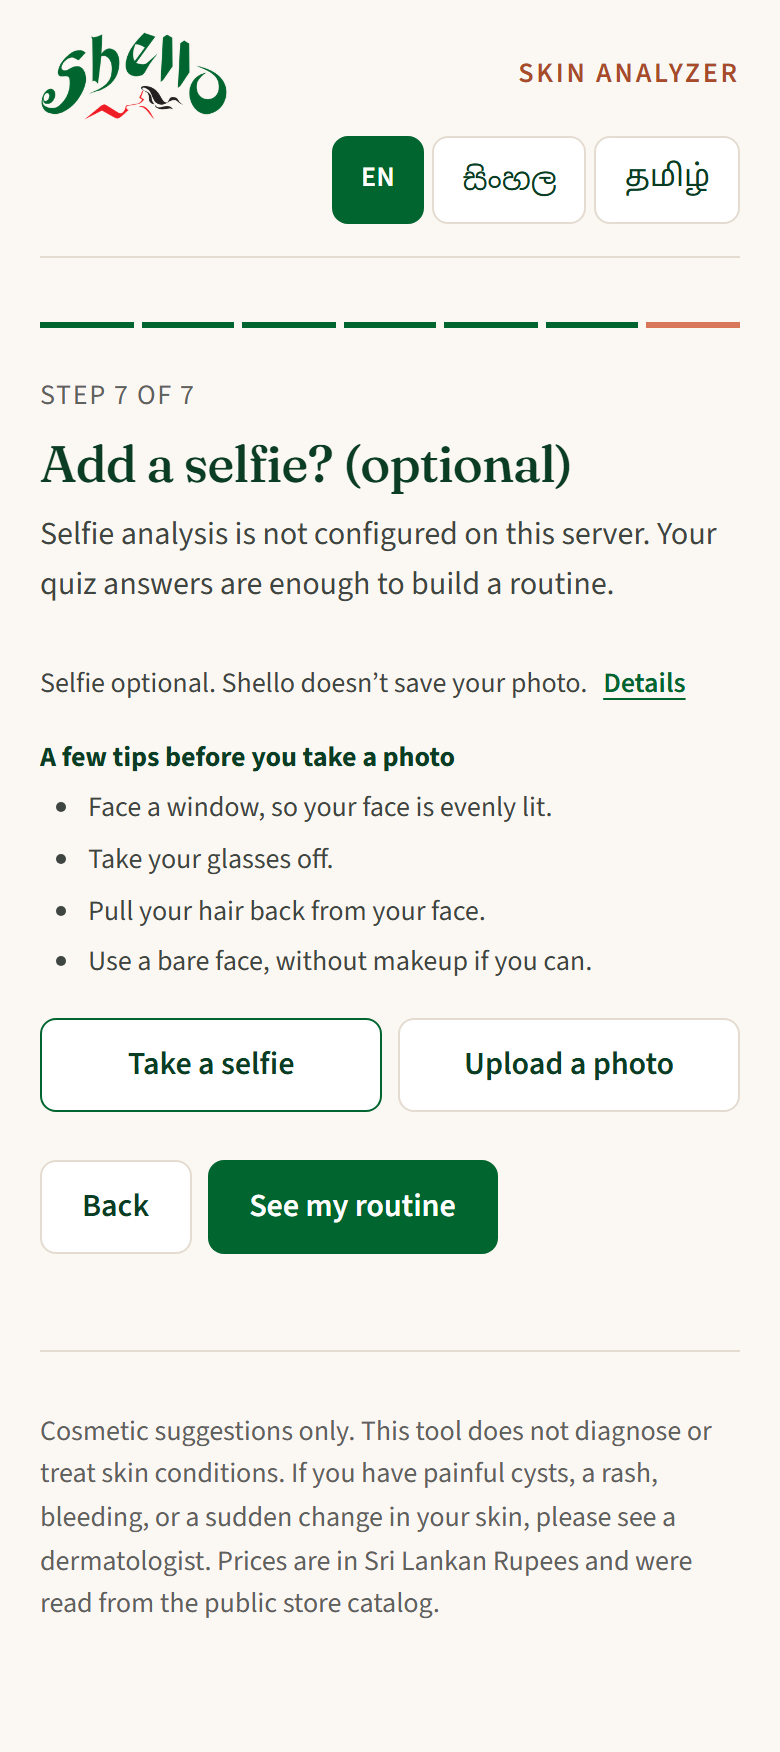 Shello
SKIN ANALYZER
EN
සිංහල
தமிழ்
STEP 7 OF 7
Add a selfie? (optional)
Selfie analysis is not configured on this server. Your
quiz answers are enough to build a routine.
Selfie optional. Shello doesn’t save your photo. Details
A few tips before you take a photo
Face a window, so your face is evenly lit.
Take your glasses off.
Pull your hair back from your face.
Use a bare face, without makeup if you can.
Take a selfie
Upload a photo
Back
See my routine
Cosmetic suggestions only. This tool does not diagnose or
treat skin conditions. If you have painful cysts, a rash,
bleeding, or a sudden change in your skin, please see a
dermatologist. Prices are in Sri Lankan Rupees and were
read from the public store catalog.